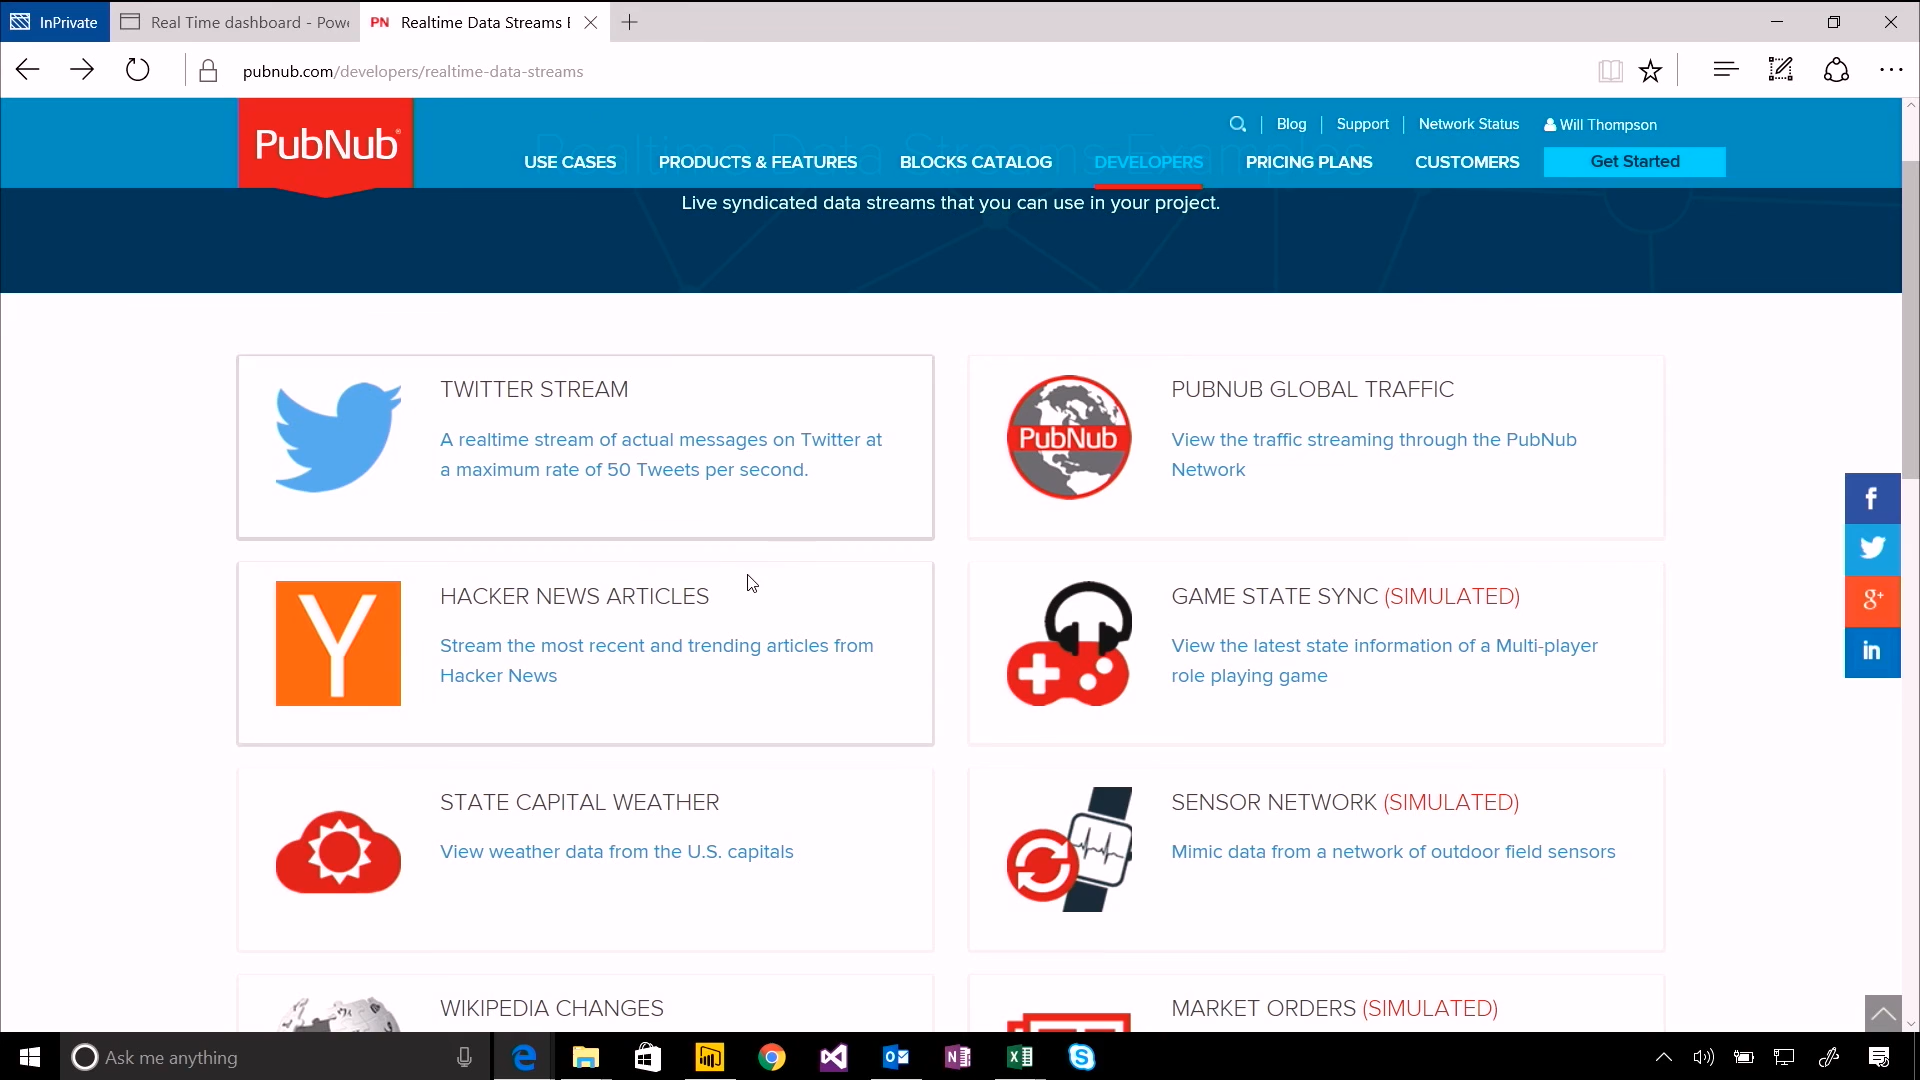 InPrivate
Real Time dashboard - Powe
PN Realtime Data Streams E
pubnub.com/developers/realtime-data-streams
PubNub
Blog
Support
Network Status
Will Thompson
Realtime Data Streams Examples
USE CASES
PRODUCTS & FEATURES
BLOCKS CATALOG
DEVELOPERS
PRICING PLANS
CUSTOMERS
Get Started
Live syndicated data streams that you can use in your project.
TWITTER STREAM
A realtime stream of actual messages on Twitter at
a maximum rate of 50 Tweets per second.
PubNub
PUBNUB GLOBAL TRAFFIC
View the traffic streaming through the PubNub
Network
Y
HACKER NEWS ARTICLES
Stream the most recent and trending articles from
Hacker News
GAME STATE SYNC (SIMULATED)
View the latest state information of a Multi-player
role playing game
f
g+
in
STATE CAPITAL WEATHER
View weather data from the U.S. capitals
SENSOR NETWORK (SIMULATED)
Mimic data from a network of outdoor field sensors
WIKIPEDIA CHANGES
MARKET ORDERS (SIMULATED)
Ask me anything